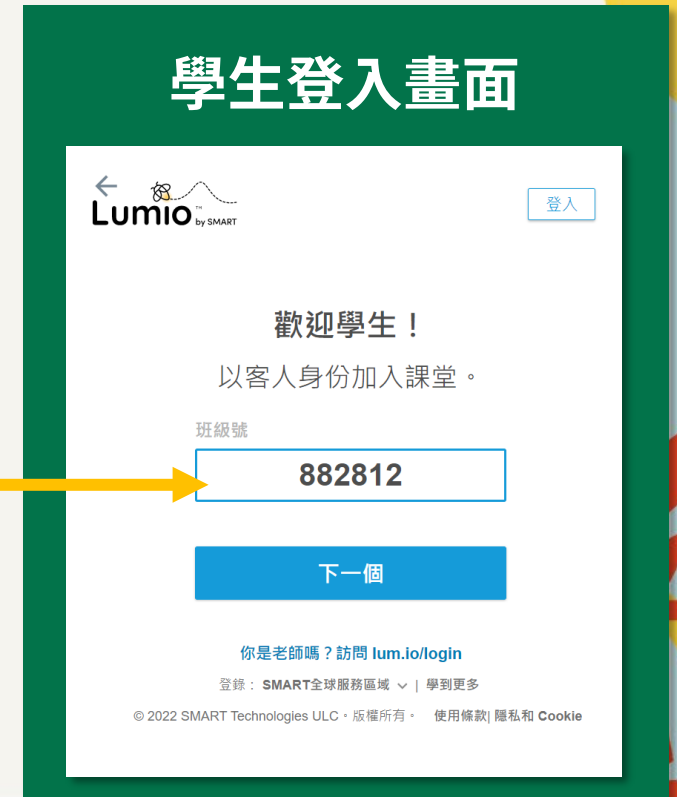 學生登入畫面
Lumio™ by SMART
登入
歡迎學生！
以客人身份加入課堂。
班級號
882812
下一個
你是老師嗎？訪問 lum.io/login
登錄： SMART全球服務區域 | 學到更多
© 2022 SMART Technologies ULC。版權所有。 使用條款| 隱私和 Cookie